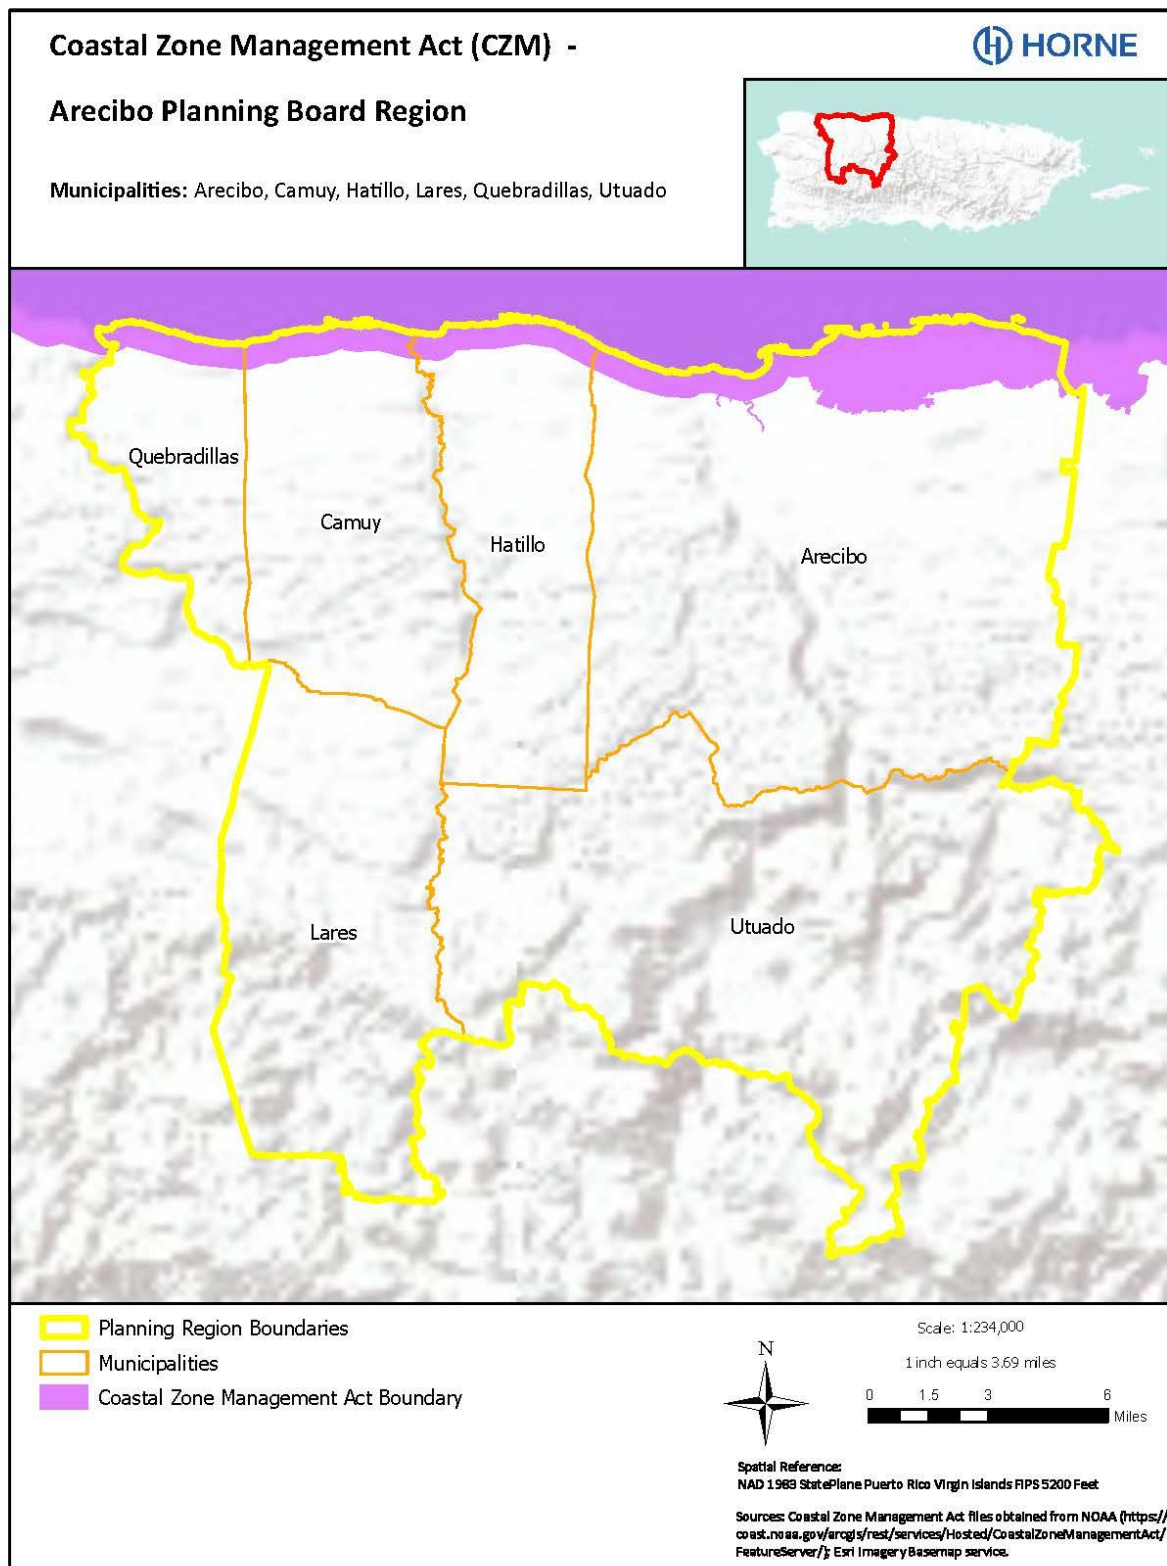 Coastal Zone Management Act (CZM) -
HORNE
Arecibo Planning Board Region
Municipalities: Arecibo, Camuy, Hatillo, Lares, Quebradillas, Utuado
Quebradillas
Camuy
Hatillo
Arecibo
Lares
Utuado
Planning Region Boundaries
Municipalities
Coastal Zone Management Act Boundary
Scale: 1:234,000
1 inch equals 3.69 miles
N
0 1.5 3 6
Miles
Spatial Reference:
NAD 1983 StatePlane Puerto Rico Virgin Islands FIPS 5200 Feet
Sources: Coastal Zone Management Act files obtained from NOAA (https://
coast.noaa.gov/arcgis/rest/services/Hosted/CoastalZoneManagementAct/
FeatureServer/); Esri Imagery Basemap service.